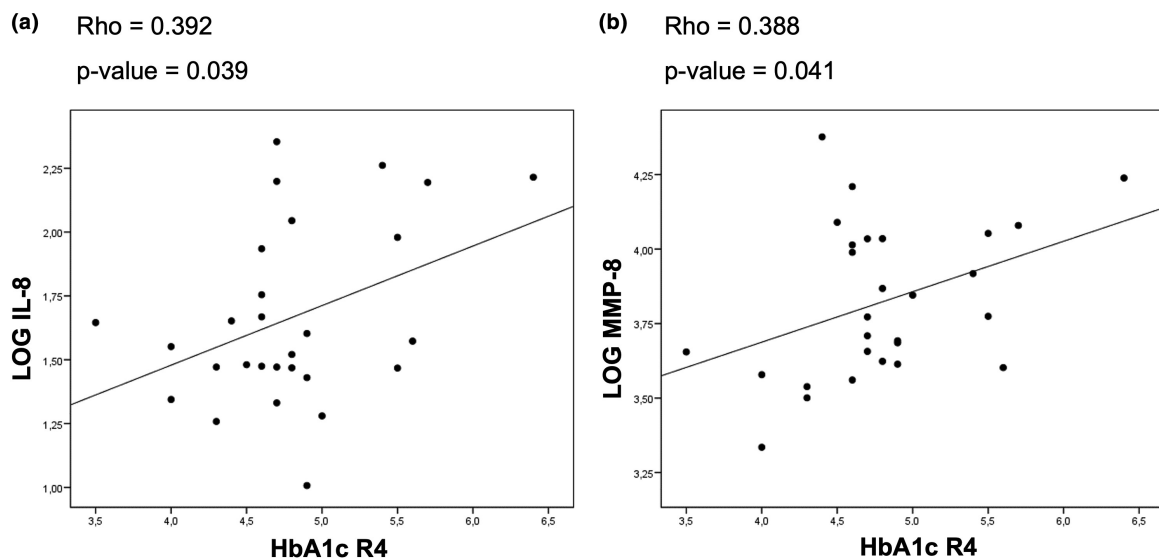 (a) Rho = 0.392
p-value = 0.039
2,25
2,00
1,75
1,50
1,25
1,00
LOG IL-8
3,5 4,0 4,5 5,0 5,5 6,0 6,5
HbA1c R4
(b) Rho = 0.388
p-value = 0.041
4,25
4,00
3,75
3,50
3,25
LOG MMP-8
3,5 4,0 4,5 5.0 5,5 6,0 6,5
HbA1c R4